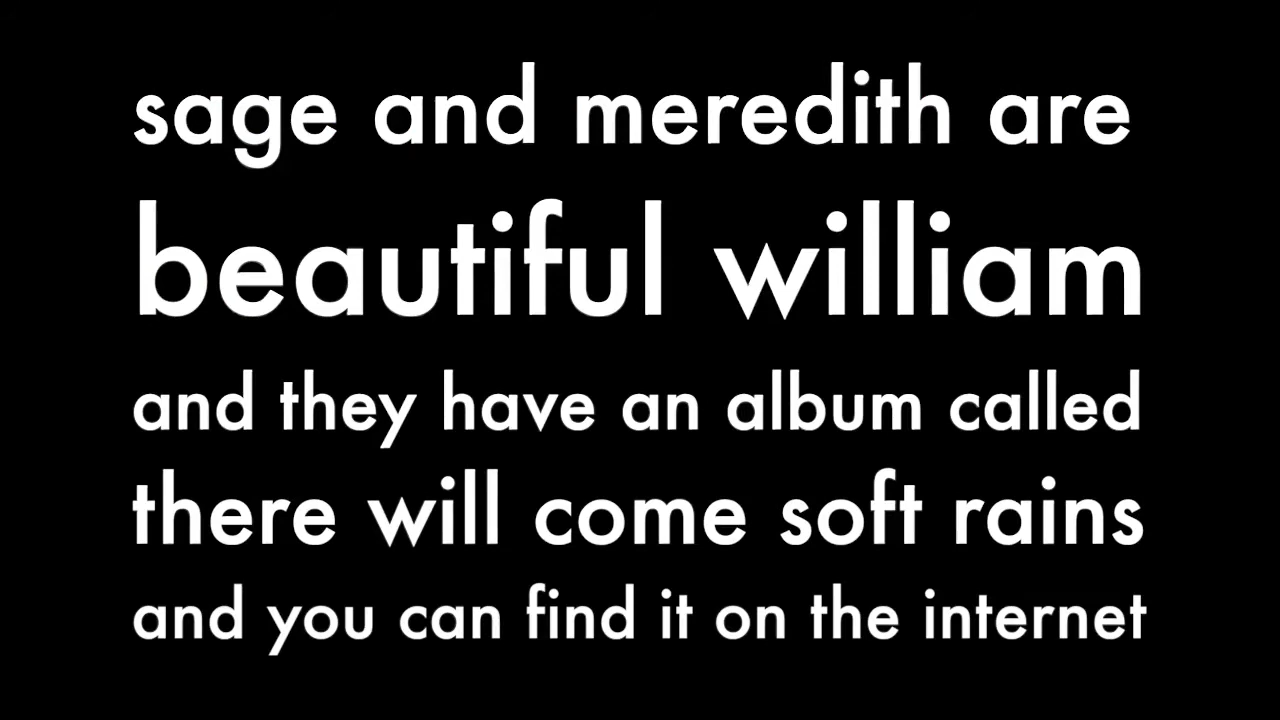 sage and meredith are
beautiful william
and they have an album called
there will come soft rains
and you can find it on the internet